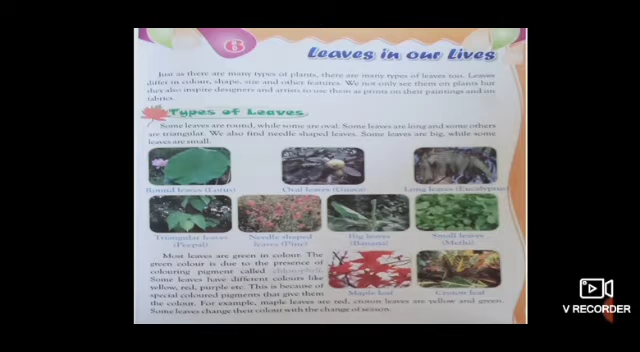 6
Leaves in our Lives
Just as there are many types of plants, there are many types of leaves too. Leaves
differ in colour, shape, size and other features. We not only see them on plants but
they also inspire designers and artists to use them as prints on their paintings and on
fabrics.
Types of Leaves
Some leaves are round, while some are oval. Some leaves are long and some others
are triangular. We also find needle shaped leaves. Some leaves are big, while some
leaves are small.
Round leaves (Lotus)
Oval leaves (Guava)
Long leaves (Eucalyptus)
Triangular leaves
(Peepal)
Needle shaped
leaves (Pine)
Big leaves
(Banana)
Small leaves
(Methi)
Most leaves are green in colour. The
green colour is due to the presence of
colouring pigment called chlorophyll.
Some leaves have different colours like
yellow, red, purple etc. This is because of
special coloured pigments that give them
the colour. For example, maple leaves are red, croton leaves are yellow and green.
Some leaves change their colour with the change of season.
Maple leaf
Croton leaf
V RECORDER